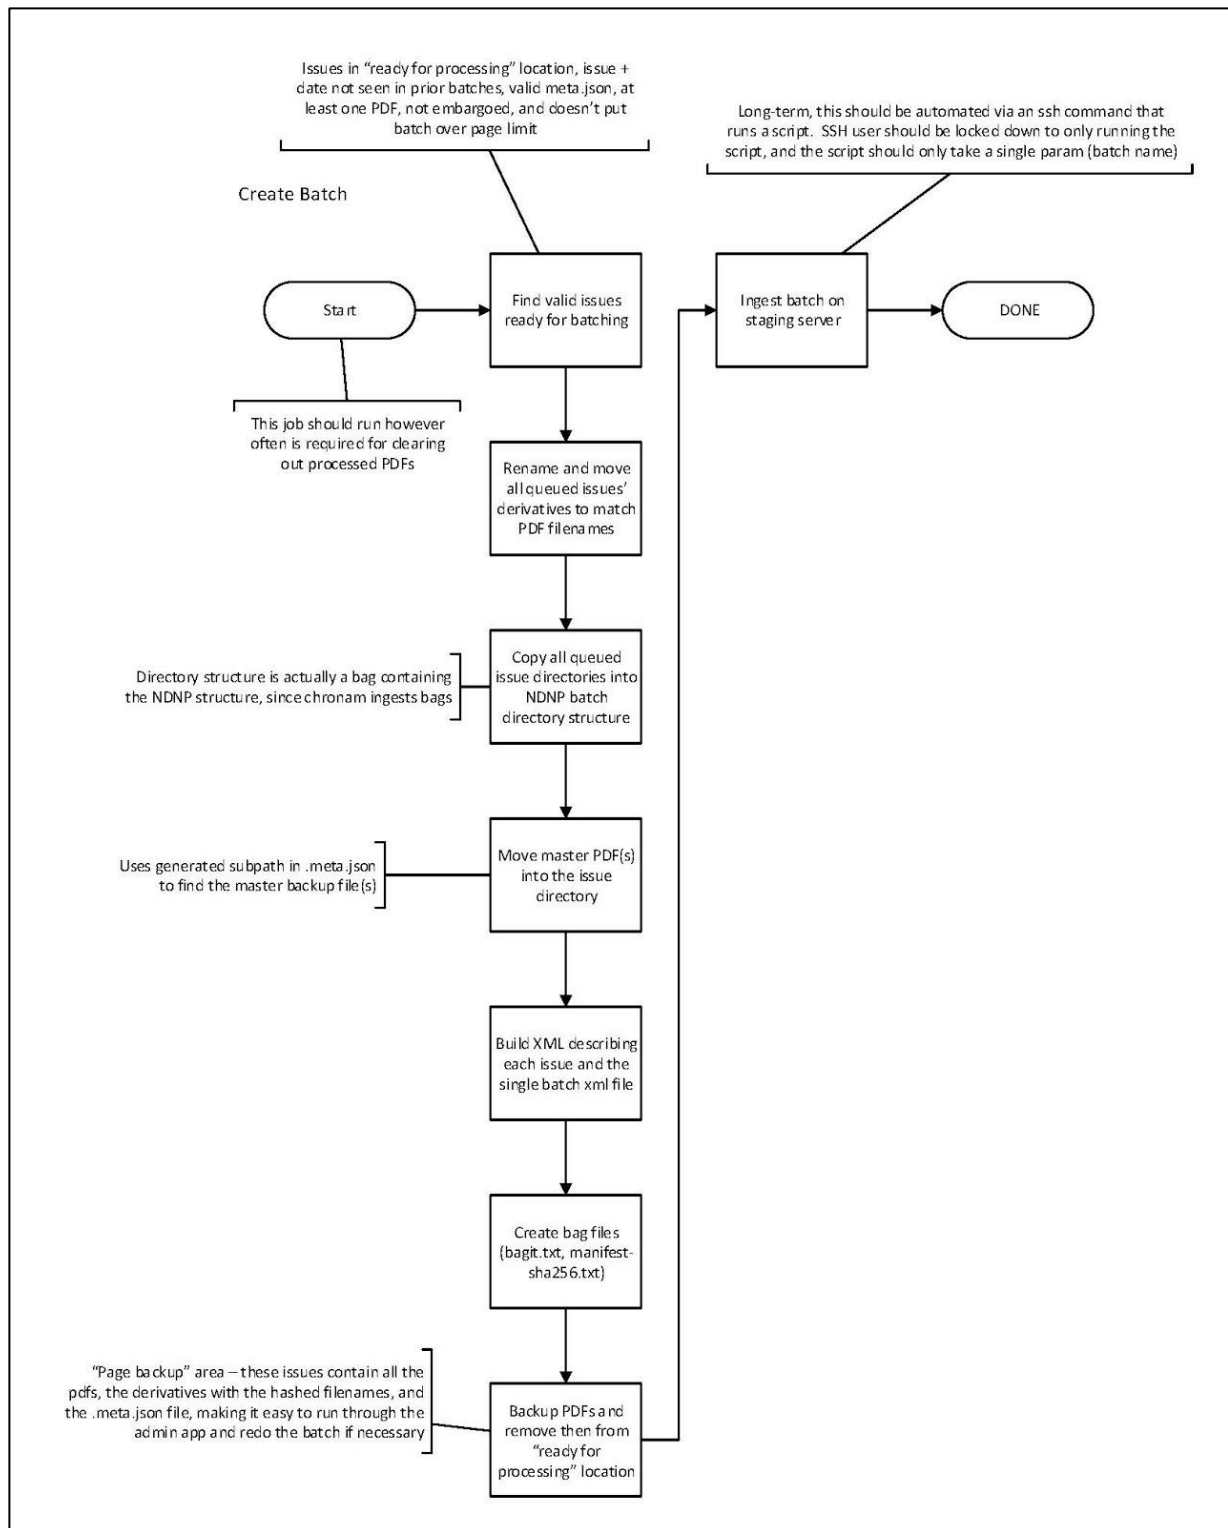 Issues in “ready for processing” location, issue +
date not seen in prior batches, valid meta.json, at
least one PDF, not embargoed, and doesn’t put
batch over page limit
Long-term, this should be automated via an ssh command that
runs a script.  SSH user should be locked down to only running the
script, and the script should only take a single param (batch name)
Create Batch
Start
Find valid issues
ready for batching
Ingest batch on
staging server
DONE
This job should run however
often is required for clearing
out processed PDFs
Rename and move
all queued issues’
derivatives to match
PDF filenames
Directory structure is actually a bag containing
the NDNP structure, since chronam ingests bags
Copy all queued
issue directories into
NDNP batch
directory structure
Uses generated subpath in .meta.json
to find the master backup file(s)
Move master PDF(s)
into the issue
directory
Build XML describing
each issue and the
single batch xml file
Create bag files
(bagit.txt, manifest-
sha256.txt)
“Page backup” area – these issues contain all the
pdfs, the derivatives with the hashed filenames, and
the .meta.json file, making it easy to run through the
admin app and redo the batch if necessary
Backup PDFs and
remove then from
“ready for
processing” location